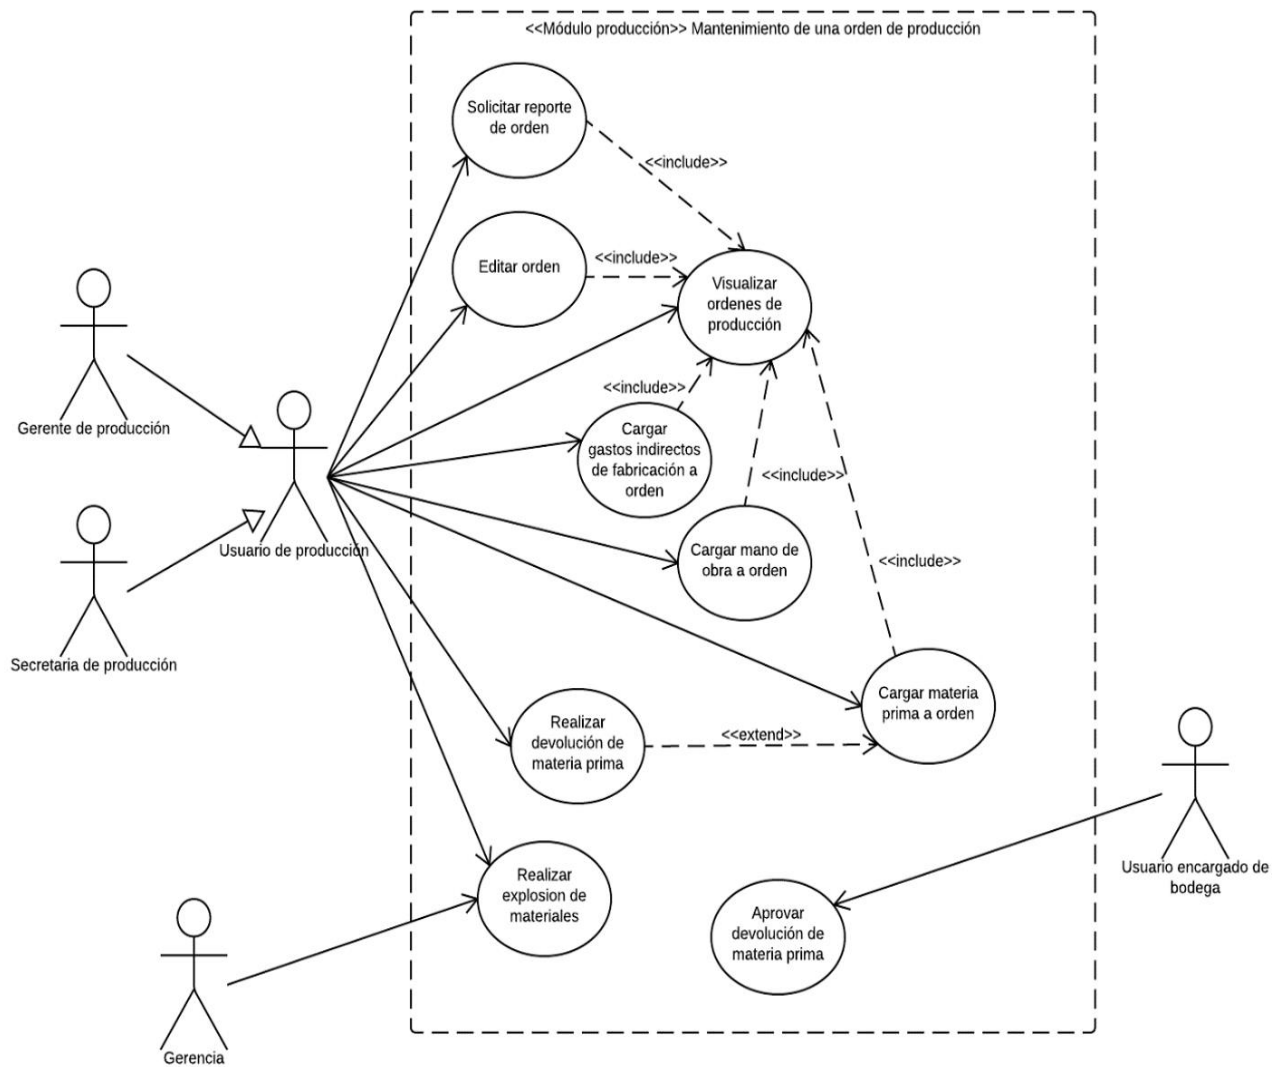 <<Módulo producción>> Mantenimiento de una orden de producción
Solicitar reporte
de orden
<<include>>
Editar orden
<<include>>
Visualizar
ordenes de
producción
<<include>>
Cargar
gastos indirectos
de fabricación a
orden
<<include>>
Gerente de producción
Usuario de producción
Cargar mano de
obra a orden
<<include>>
Secretaria de producción
Cargar materia
prima a orden
Realizar
devolución de
materia prima
<<extend>>
Usuario encargado de
bodega
Realizar
explosion de
materiales
Aprovar
devolución de
materia prima
Gerencia